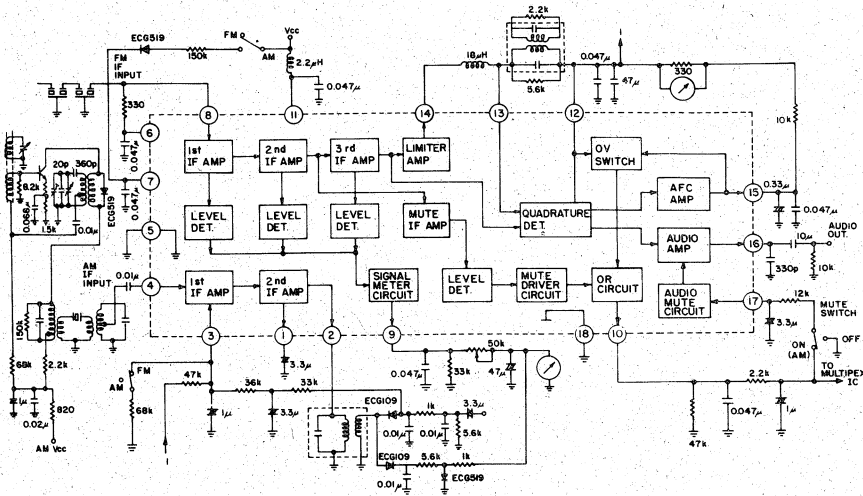 2.2k
ECG519
150k
FM
AM
Vcc
2.2μH
0.047μ
18μH
5.6k
0.047μ
47μ
330
10k
FM
IF
INPUT
330
0.047μ
8
11
14
13
12
6
7
5
4
3
1
2
9
18
10
15
16
17
1st
IF AMP
2nd
IF AMP
3rd
IF AMP
LIMITER
AMP
OV
SWITCH
LEVEL
DET.
LEVEL
DET.
LEVEL
DET.
MUTE
IF AMP
QUADRATURE
DET.
AFC
AMP
AUDIO
AMP
0.33μ
0.047μ
AUDIO
OUT.
10μ
330p
10k
20p
360p
8.2k
0.068μ
1.5k
ECG519
0.01μ
0.047μ
AM
IF
INPUT
0.01μ
1st
IF AMP
2nd
IF AMP
SIGNAL
METER
CIRCUIT
LEVEL
DET.
MUTE
DRIVER
CIRCUIT
OR
CIRCUIT
AUDIO
MUTE
CIRCUIT
12k
MUTE
SWITCH
3.3μ
ON
(AM)
OFF
TO
MULTIPEX
IC
150k
68k
2.2k
1μ
0.02μ
820
AM Vcc
FM
AM
68k
47k
1μ
36k
3.3μ
33k
3.3μ
0.047μ
33k
50k
47μ
ECG109
1k
3.3μ
0.01μ
0.01μ
5.6k
ECG109
5.6k
1k
0.01μ
ECG519
2.2k
47k
0.047μ
1μ